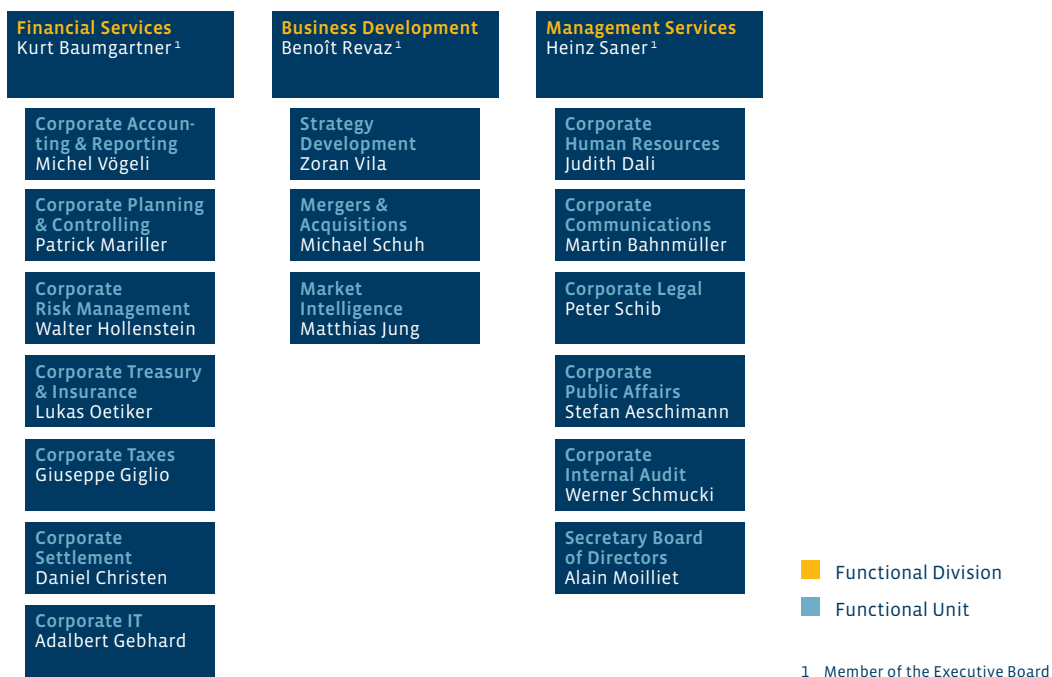 Financial Services
Kurt Baumgartner 1
Corporate Accoun-
ting & Reporting
Michel Vögeli
Corporate Planning
& Controlling
Patrick Mariller
Corporate
Risk Management
Walter Hollenstein
Corporate Treasury
& Insurance
Lukas Oetiker
Corporate Taxes
Giuseppe Giglio
Corporate
Settlement
Daniel Christen
Corporate IT
Adalbert Gebhard
Business Development
Benoît Revaz 1
Strategy
Development
Zoran Vila
Mergers &
Acquisitions
Michael Schuh
Market
Intelligence
Matthias Jung
Management Services
Heinz Saner 1
Corporate
Human Resources
Judith Dali
Corporate
Communications
Martin Bahnmüller
Corporate Legal
Peter Schib
Corporate
Public Affairs
Stefan Aeschimann
Corporate
Internal Audit
Werner Schmucki
Secretary Board
of Directors
Alain Moilliet
Functional Division
Functional Unit
1 Member of the Executive Board